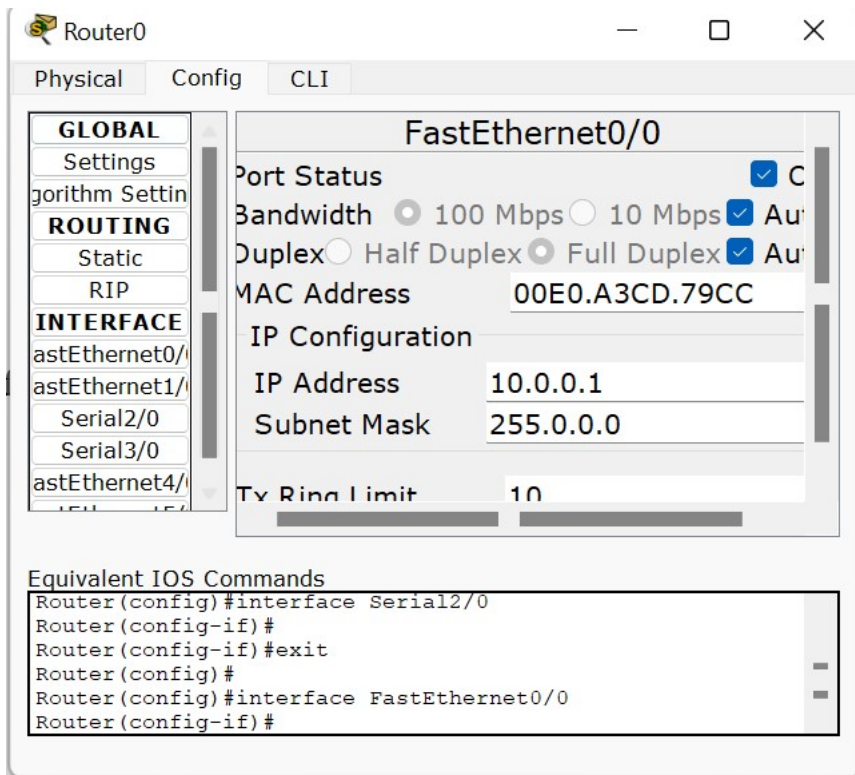 Router0
Physical Config CLI
GLOBAL
Settings
gorithm Settin
ROUTING
Static
RIP
INTERFACE
astEthernet0/
astEthernet1/
Serial2/0
Serial3/0
astEthernet4/
FastEthernet0/0
Port Status
Bandwidth 100 Mbps 10 Mbps Au
Duplex Half Duplex Full Duplex Au
MAC Address 00E0.A3CD.79CC
IP Configuration
IP Address 10.0.0.1
Subnet Mask 255.0.0.0
Tx Ring Limit 10
Equivalent IOS Commands
Router(config)#interface Serial2/0
Router(config-if)#
Router(config-if)#exit
Router(config)#
Router(config)#interface FastEthernet0/0
Router(config-if)#